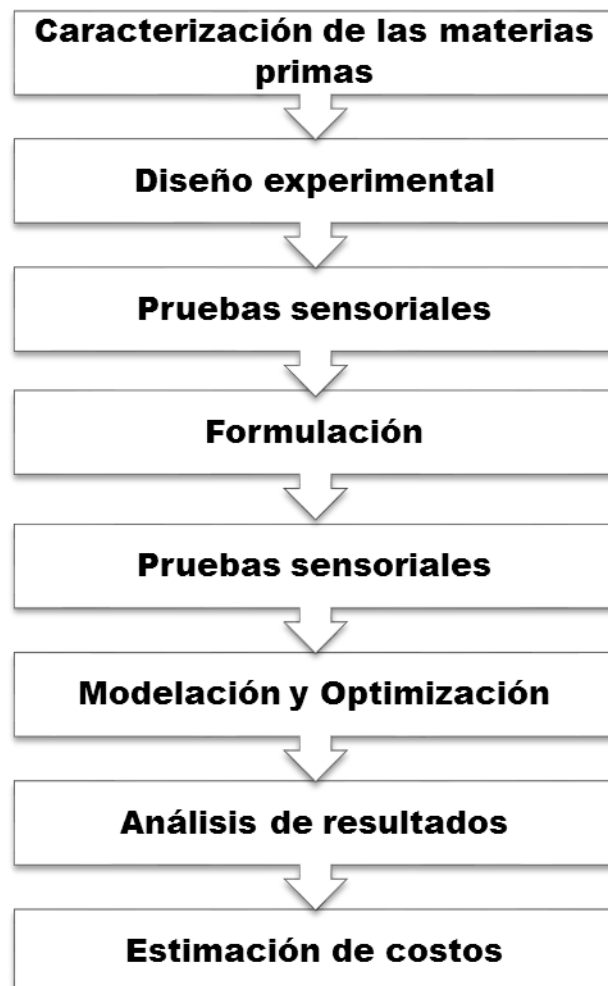 Caracterización de las materias
primas
Diseño experimental
Pruebas sensoriales
Formulación
Pruebas sensoriales
Modelación y Optimización
Análisis de resultados
Estimación de costos